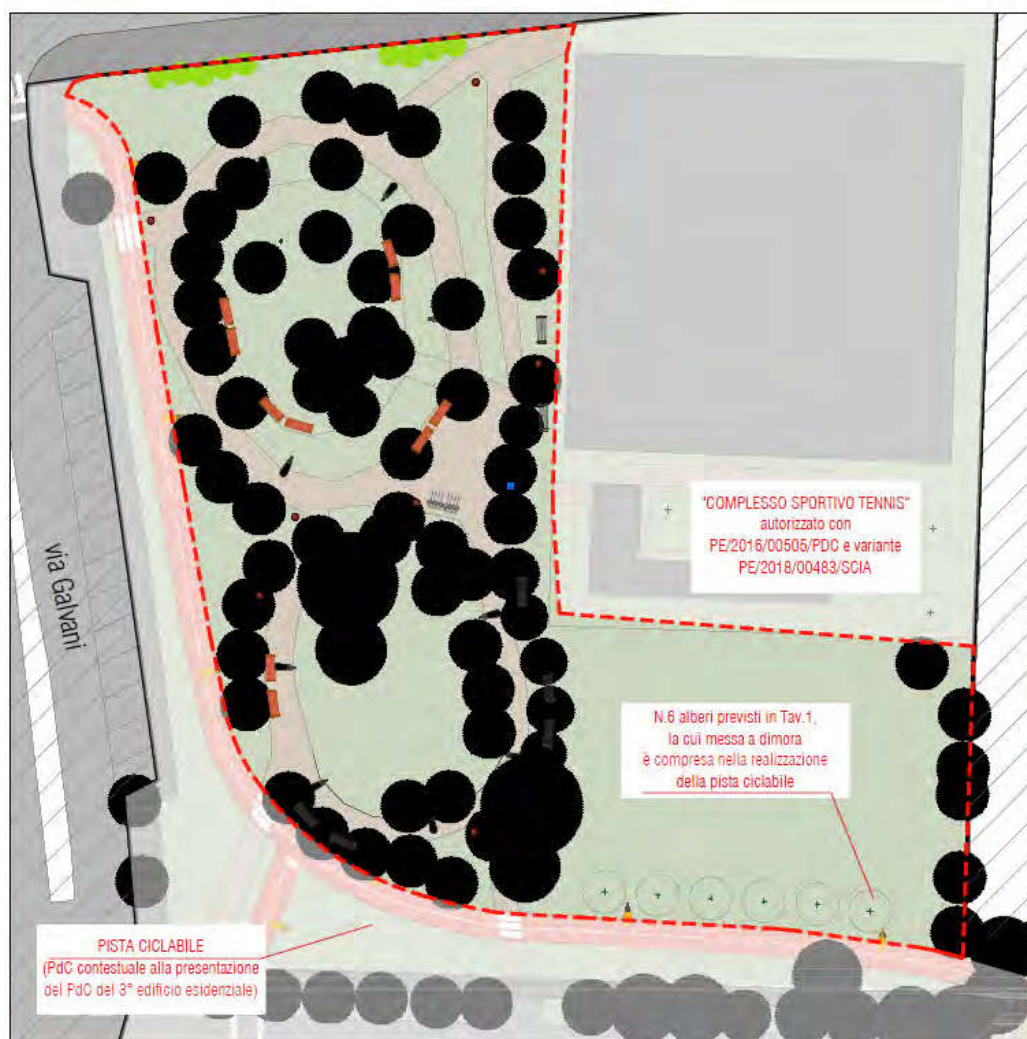 "COMPLESSO SPORTIVO TENNIS"
autorizzato con
PE/2016/00505/PDC e variante
PE/2018/00483/SCIA
via Galvani
N.6 alberi previsti in Tav.1,
la cui messa a dimora
è compresa nella realizzazione
della pista ciclabile
PISTA CICLABILE
(PdC contestuale alla presentazione
del PdC del 3° edificio esidenziale)